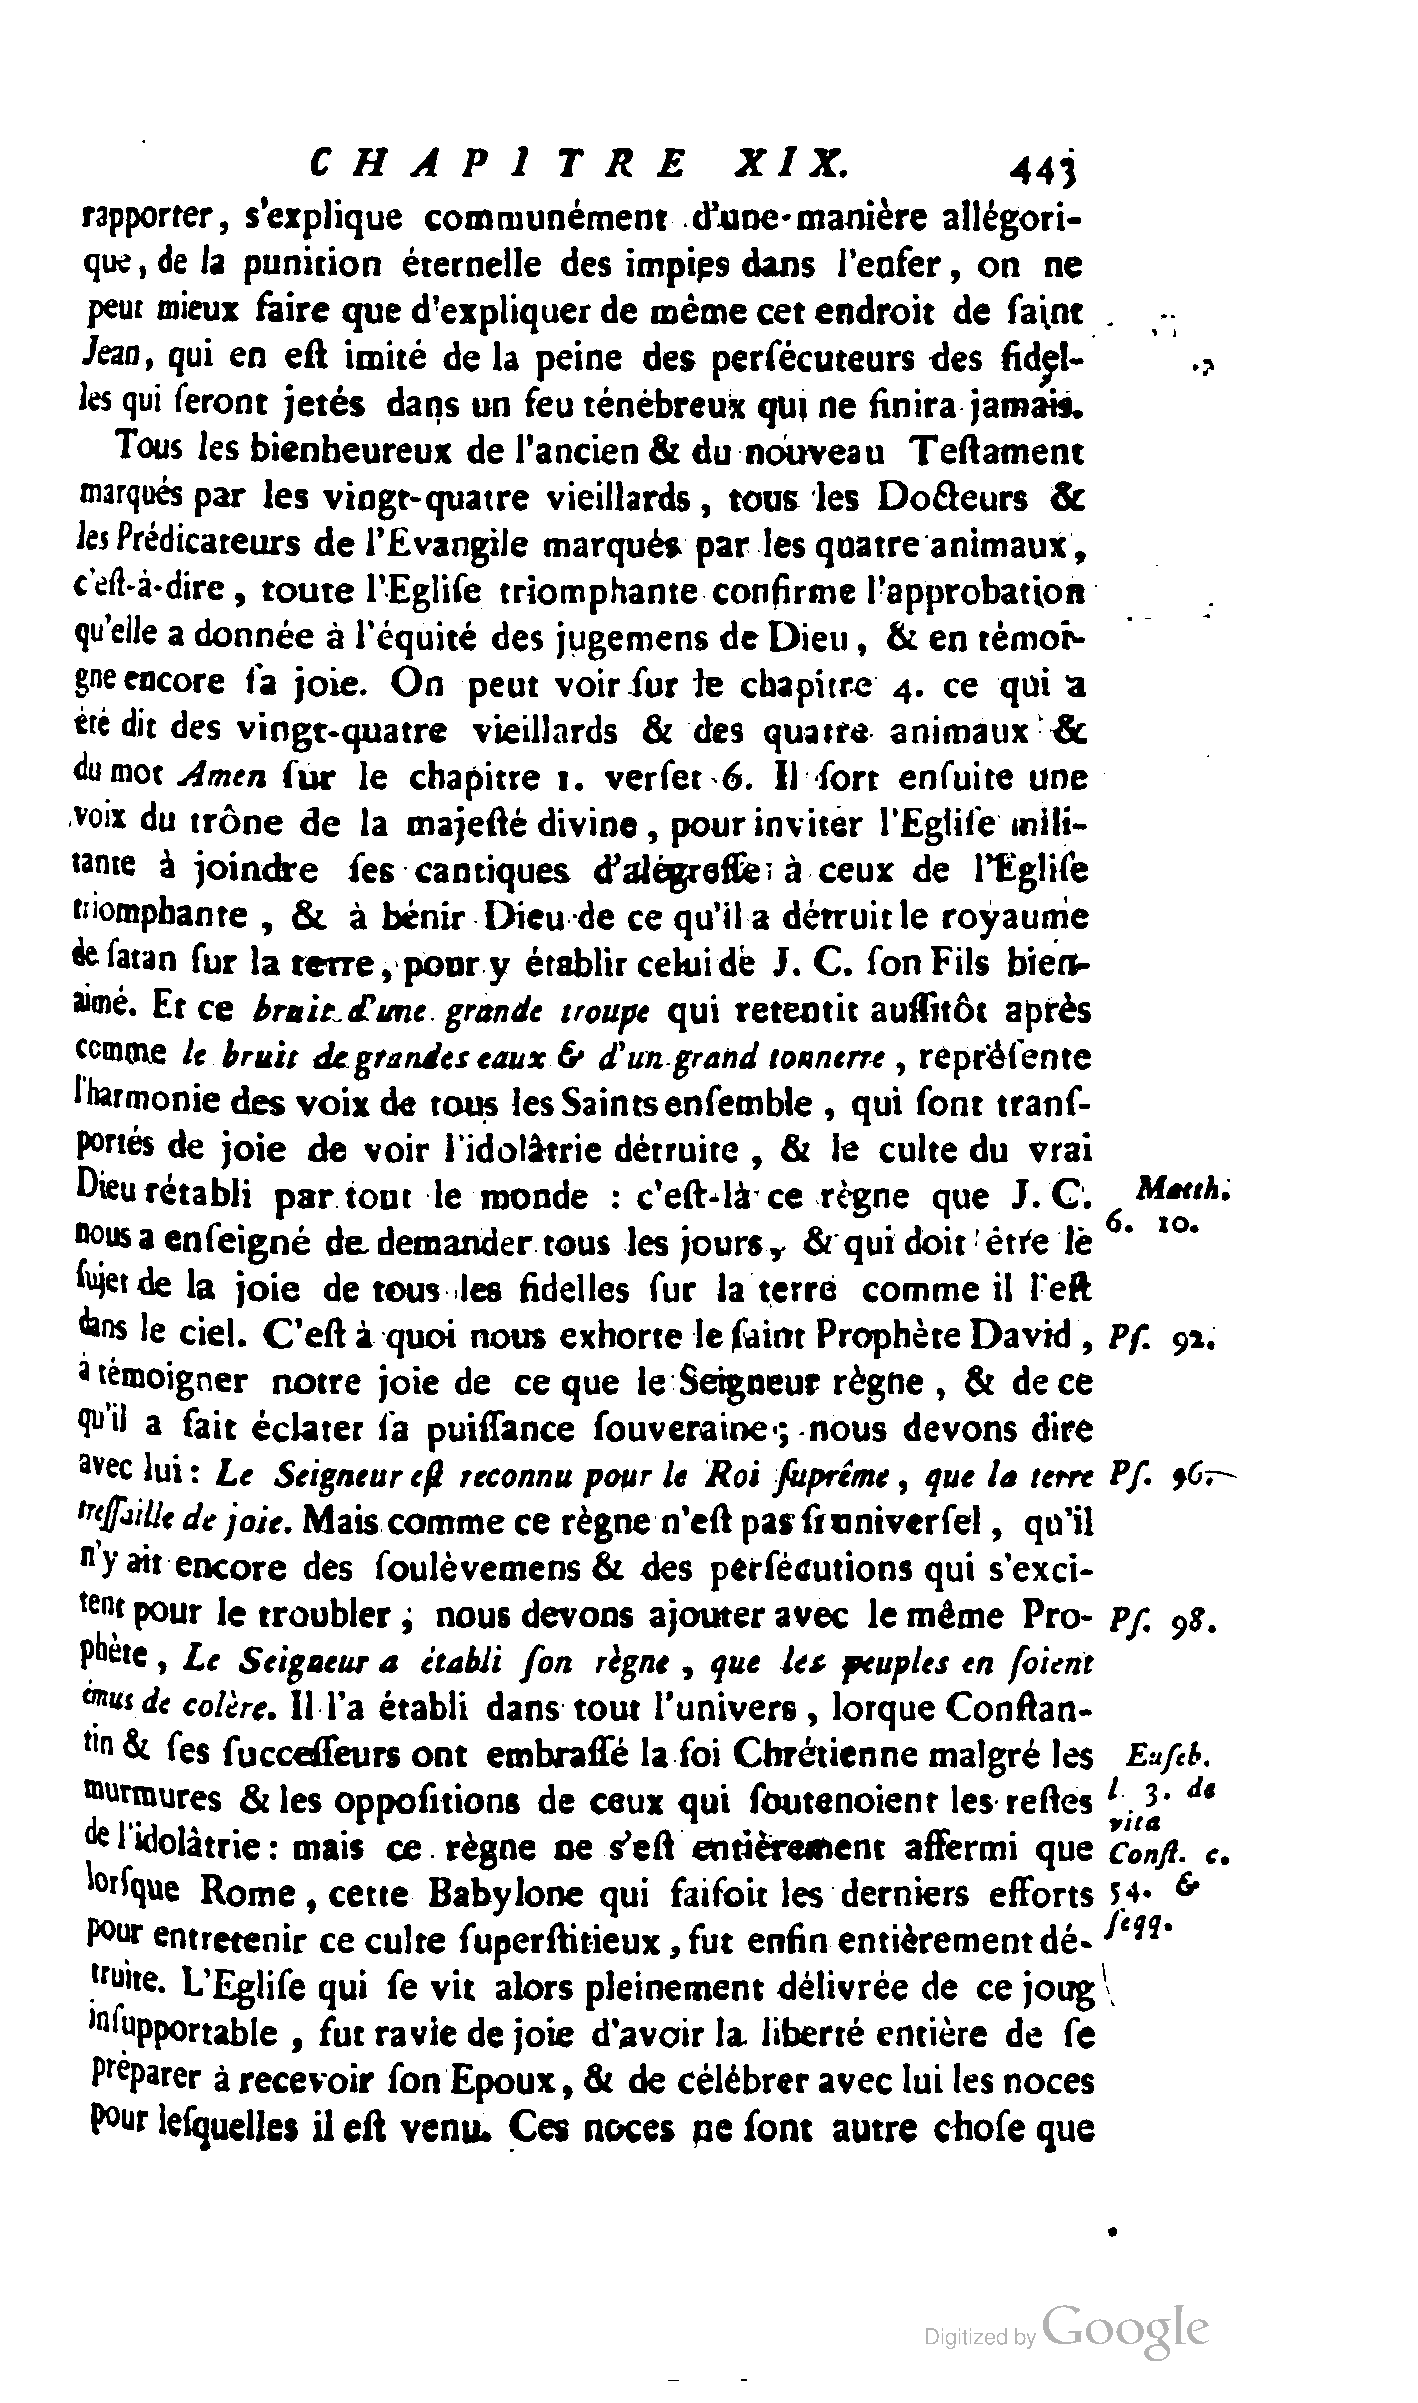 CHAPITRE XIX. 443
rapporter, s'explique communément d'une manière allégori-
que, de la punition éternelle des impies dans l'enfer, on ne
peut mieux faire que d'expliquer de même cet endroit de ſaint
Jean, qui en eſt imité de la peine des perſécuteurs des fidel-
les qui ſeront jetés dans un feu ténébreux qui ne finira jamais.
Tous les bienheureux de l'ancien & du nouveau Teſtament
marqués par les vingt-quatre vieillards, tous les Docteurs &
les Prédicateurs de l'Evangile marqués par les quatre animaux,
c'eſt-à-dire, toute l'Egliſe triomphante confirme l'approbation
qu'elle a donnée à l'équité des jugemens de Dieu, & en témoi-
gne encore ſa joie. On peut voir ſur le chapitre 4. ce qui a
été dit des vingt-quatre vieillards & des quatre animaux &
du mot Amen ſur le chapitre 1. verſet 6. Il ſort enſuite une
voix du trône de la majeſté divine, pour inviter l'Egliſe mili-
tante à joindre ſes cantiques d'alégreſſe à ceux de l'Egliſe
triomphante, & à bénir Dieu de ce qu'il a détruit le royaume
de ſatan ſur la terre, pour y établir celui de J. C. ſon Fils bien-
aimé. Et ce bruit d'une grande troupe qui retentit auſſitôt après
comme le bruit de grandes eaux & d'un grand tonnerre, repréſente
l'harmonie des voix de tous les Saints enſemble, qui ſont tranſ-
portés de joie de voir l'idolâtrie détruite, & le culte du vrai
Dieu rétabli par tout le monde : c'eſt-là ce règne que J. C. Matth.
nous a enſeigné de demander tous les jours, & qui doit être le 6. 10.
ſujet de la joie de tous les fidelles ſur la terre comme il l'eſt
dans le ciel. C'eſt à quoi nous exhorte le ſaint Prophète David, Pſ. 92.
à témoigner notre joie de ce que le Seigneur règne, & de ce
qu'il a fait éclater ſa puiſſance ſouveraine; nous devons dire
avec lui : Le Seigneur eſt reconnu pour le Roi ſuprême, que la terre Pſ. 96.
treſſaille de joie. Mais comme ce règne n'eſt pas ſi univerſel, qu'il
n'y ait encore des ſoulèvemens & des perſécutions qui s'exci-
tent pour le troubler; nous devons ajouter avec le même Pro- Pſ. 98.
phète, Le Seigneur a établi ſon règne, que les peuples en ſoient
émus de colère. Il l'a établi dans tout l'univers, lorque Conſtan-
tin & ſes ſucceſſeurs ont embraſſé la foi Chrétienne malgré les Euſeb.
murmures & les oppoſitions de ceux qui ſoutenoient les reſtes l. 3. de
vita
de l'idolâtrie : mais ce règne ne s'eſt entièrement affermi que Conſt. c.
lorſque Rome, cette Babylone qui faiſoit les derniers efforts 54. &
pour entretenir ce culte ſuperſtitieux, fut enfin entièrement dé- ſeqq.
truite. L'Egliſe qui ſe vit alors pleinement délivrée de ce joug
inſupportable, fut ravie de joie d'avoir la liberté entière de ſe
préparer à recevoir ſon Epoux, & de célébrer avec lui les noces
pour leſquelles il eſt venu. Ces noces ne ſont autre choſe que
Digitized by Google